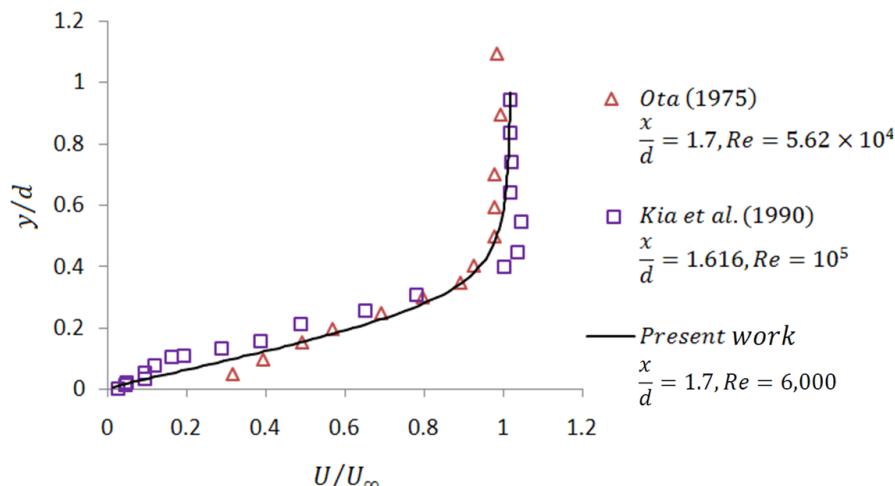 1.2
1
0.8
0.6
0.4
0.2
0
y/d
0 0.2 0.4 0.6 0.8 1 1.2
U/U∞
Ota (1975)
x/d = 1.7, Re = 5.62 × 10⁴
Kia et al. (1990)
x/d = 1.616, Re = 10⁵
Present work
x/d = 1.7, Re = 6,000